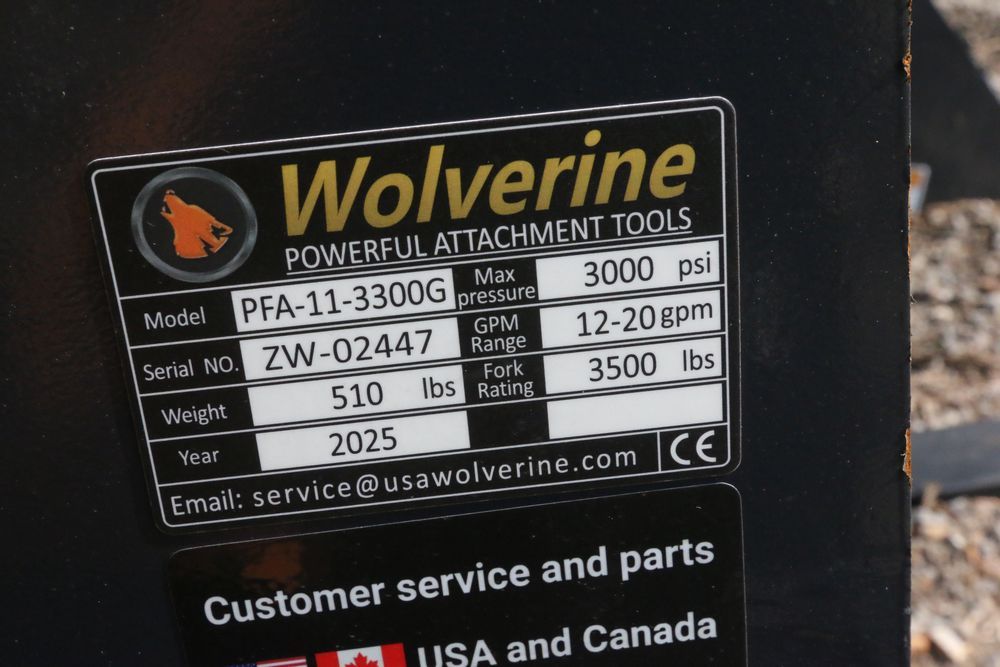 Wolverine
POWERFUL ATTACHMENT TOOLS
Model PFA-11-3300G Max pressure 3000 psi
Serial NO. ZW-02447 GPM Range 12-20 gpm
Weight 510 lbs Fork Rating 3500 lbs
Year 2025
Email: service@usawolverine.com CE
Customer service and parts
USA and Canada